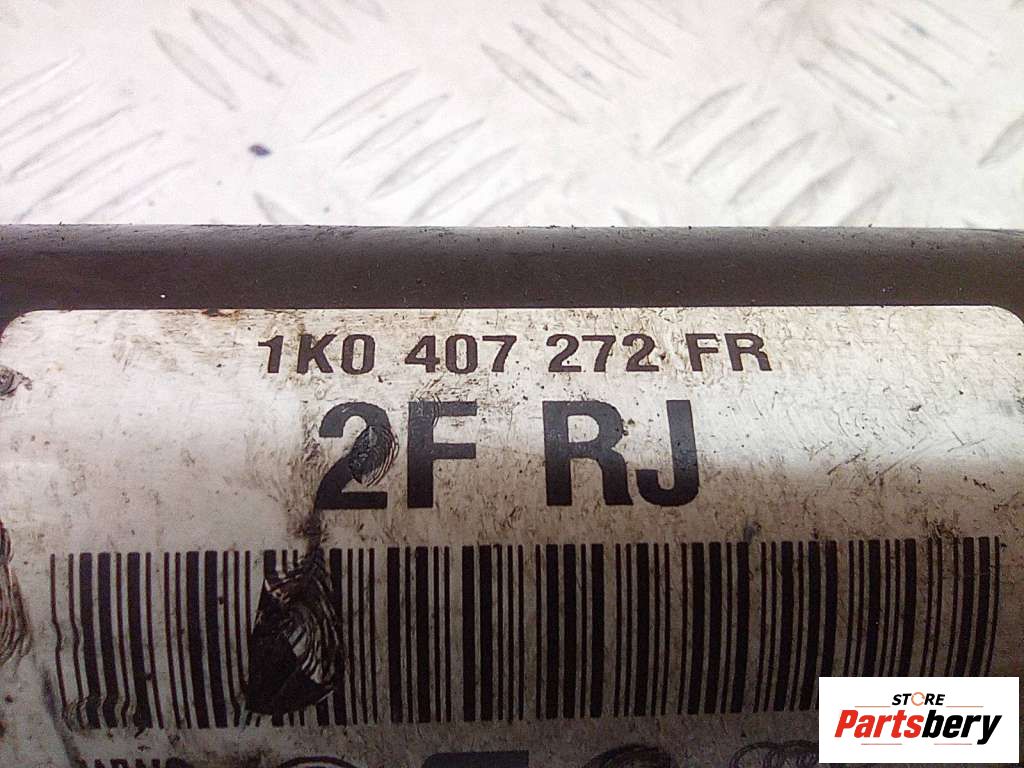 1K0 407 272 FR
2F RJ
STORE
Partsbery